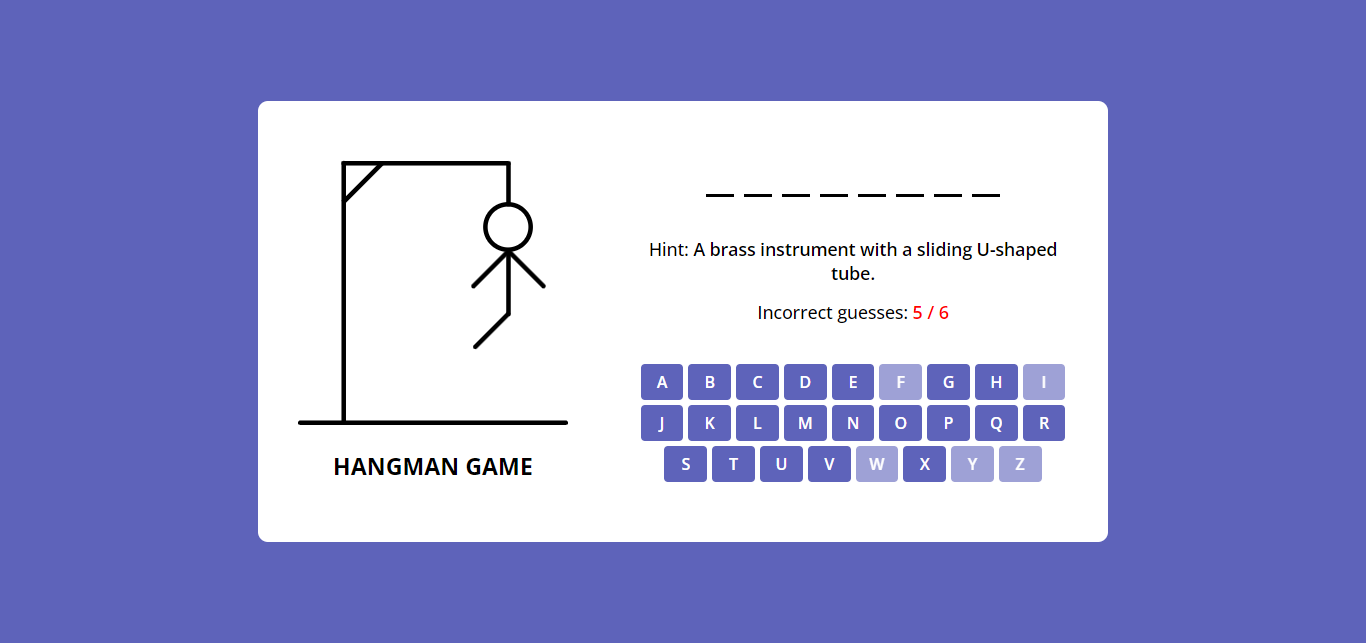 Hint: A brass instrument with a sliding U-shaped
tube.
Incorrect guesses: 5 / 6
A B C D E F G H I
J K L M N O P Q R
S T U V W X Y Z
HANGMAN GAME